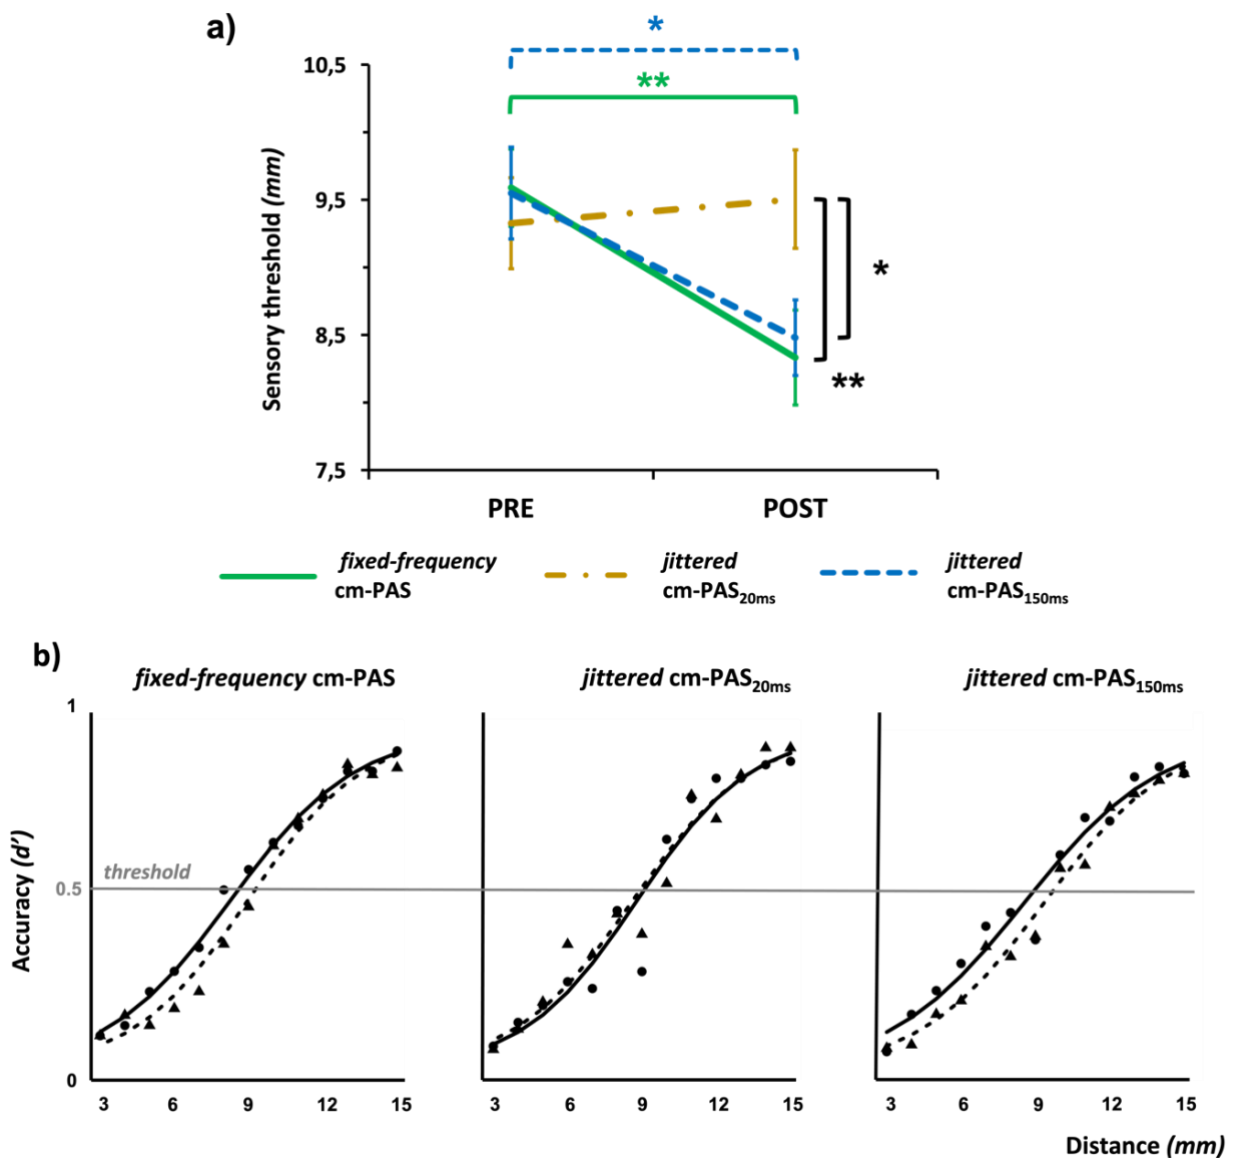 a)
*
10,5
**
9,5
*
8,5
**
7,5
Sensory threshold (mm)
PRE POST
fixed-frequency cm-PAS
jittered cm-PAS20ms
jittered cm-PAS150ms
b)
fixed-frequency cm-PAS jittered cm-PAS20ms jittered cm-PAS150ms
1
threshold
0.5
Accuracy (d')
0
3 6 9 12 15 3 6 9 12 15 3 6 9 12 15
Distance (mm)